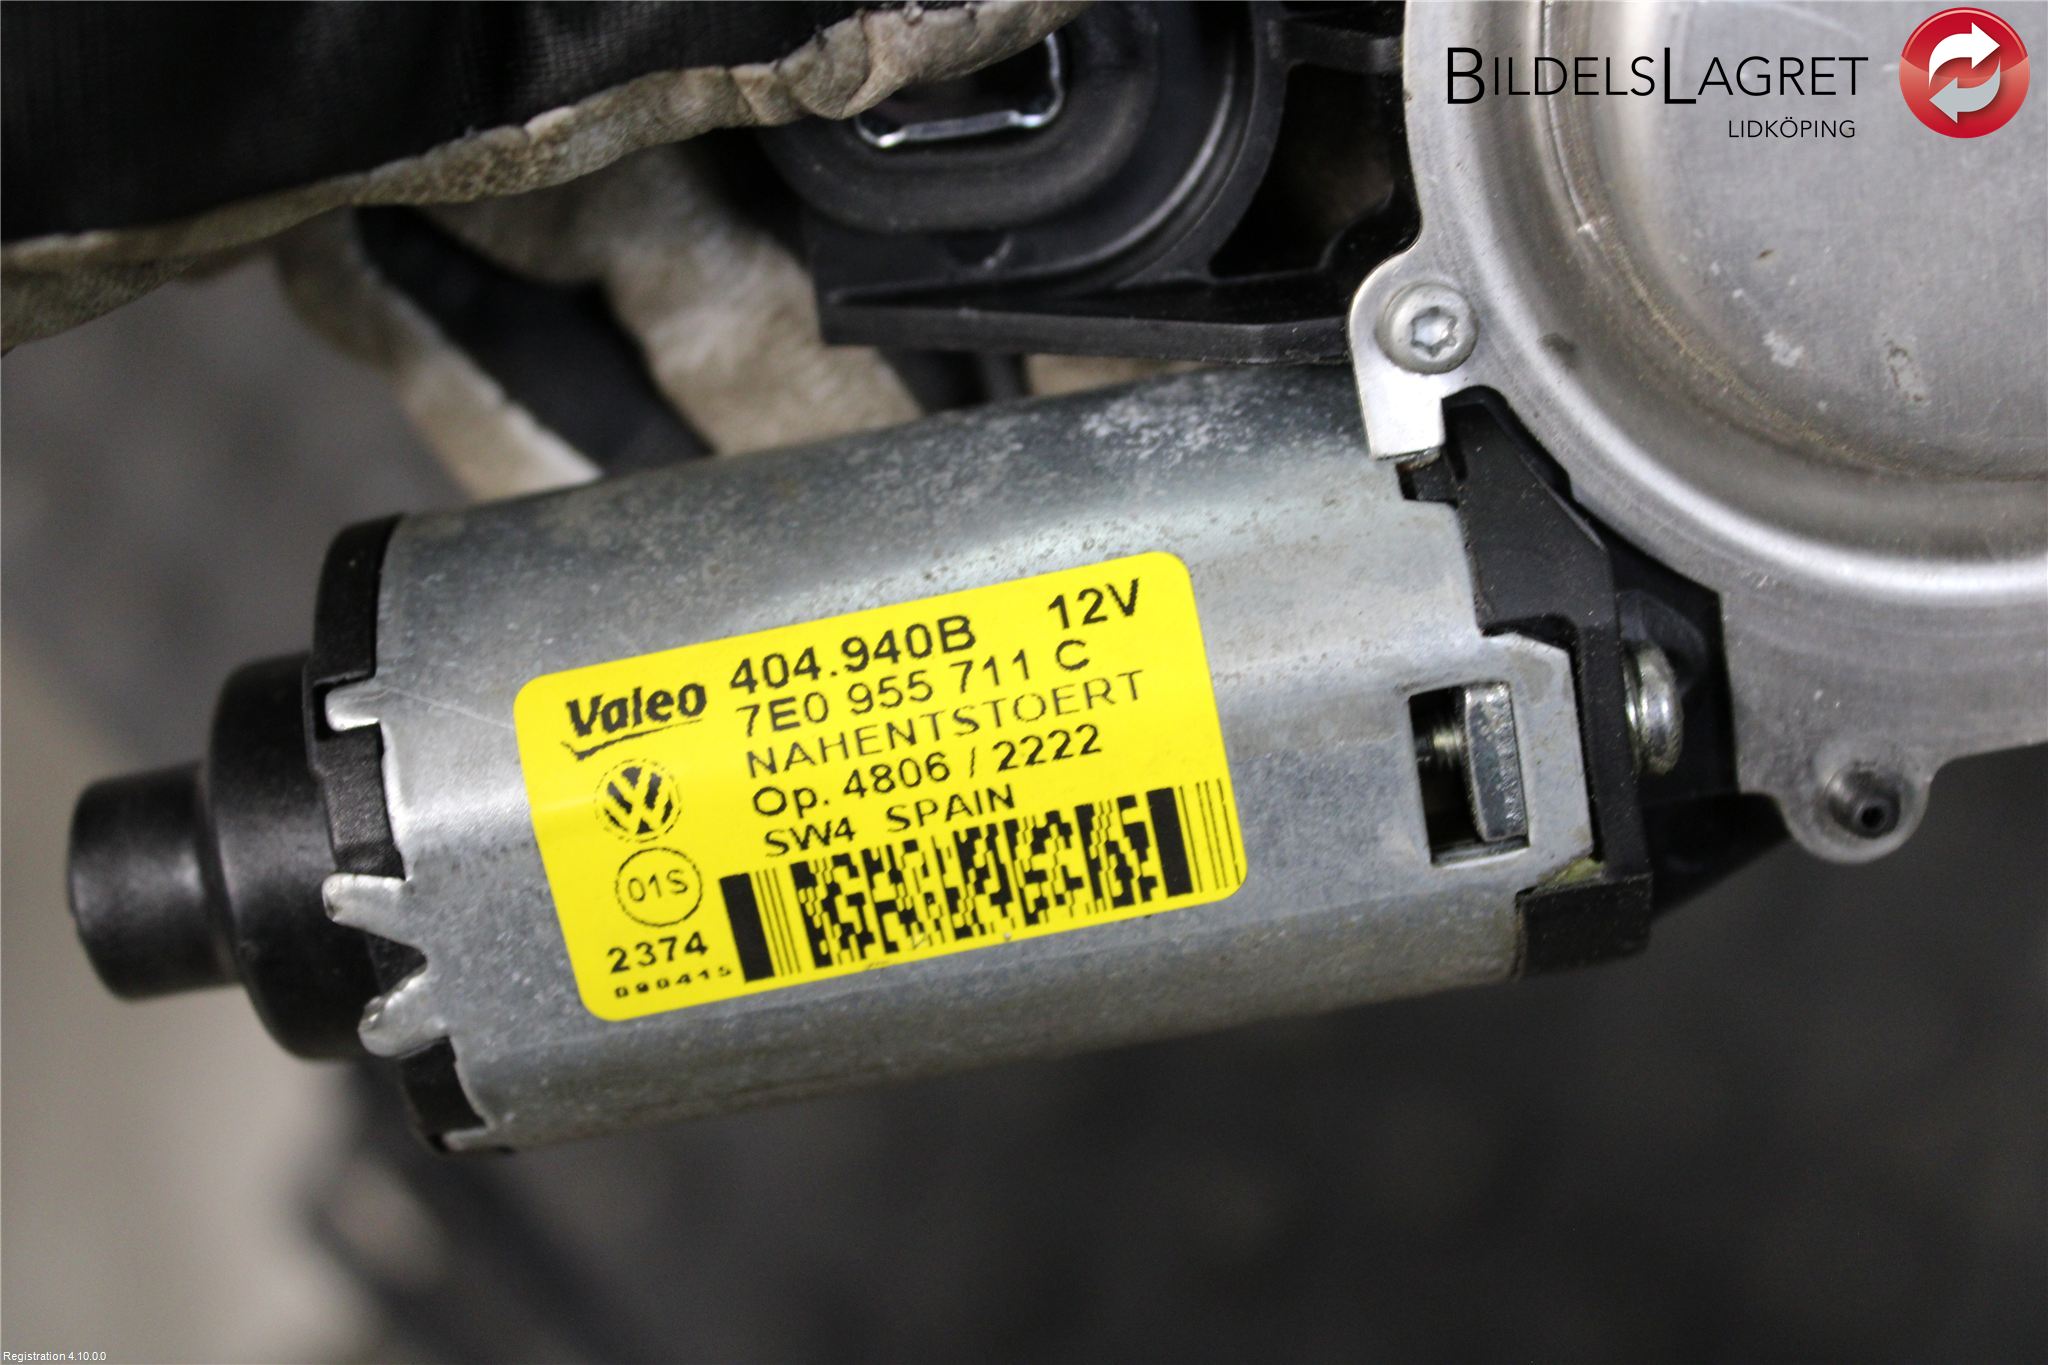 BILDELSLAGRET
LIDKÖPING
Valeo
404.940B 12V
7E0 955 711 C
NAHENTSTOERT
Op. 4806 / 2222
SW4 SPAIN
01S
2374
090415
Registration 4.10.0.0